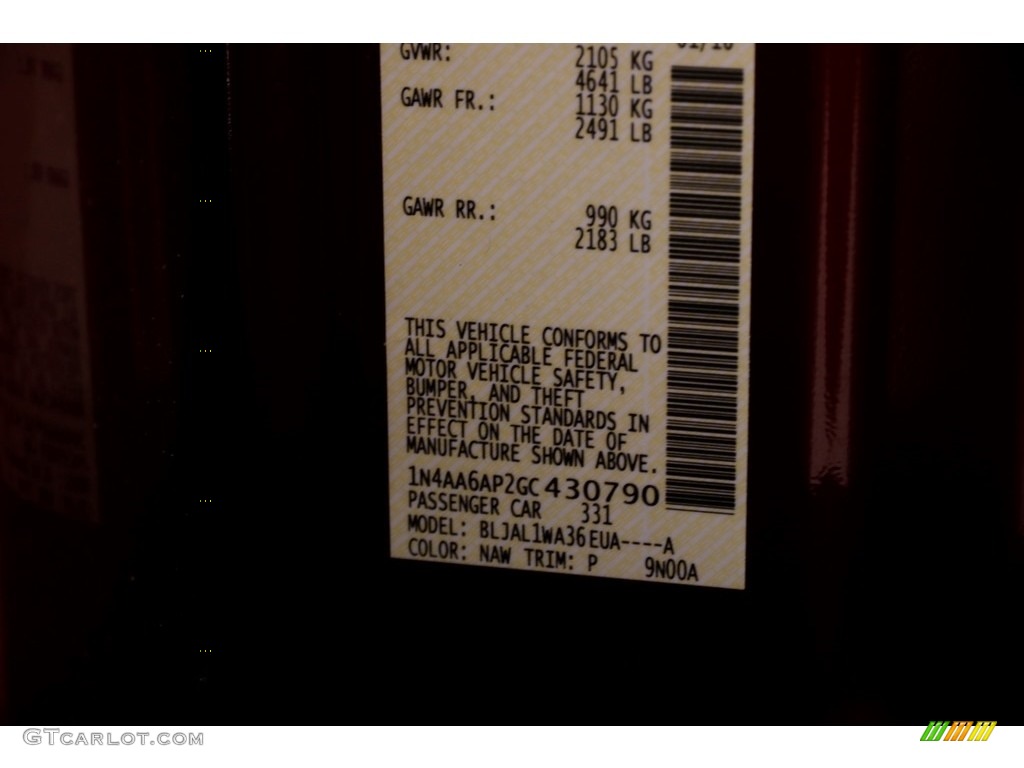 GVWR: 2105 KG
4641 LB
GAWR FR.: 1130 KG
2491 LB
GAWR RR.: 990 KG
2183 LB
THIS VEHICLE CONFORMS TO
ALL APPLICABLE FEDERAL
MOTOR VEHICLE SAFETY,
BUMPER, AND THEFT
PREVENTION STANDARDS IN
EFFECT ON THE DATE OF
MANUFACTURE SHOWN ABOVE.
1N4AA6AP2GC430790
PASSENGER CAR 331
MODEL: BLJAL1WA36EUA----A
COLOR: NAW TRIM: P 9N00A
GTCARLOT.COM